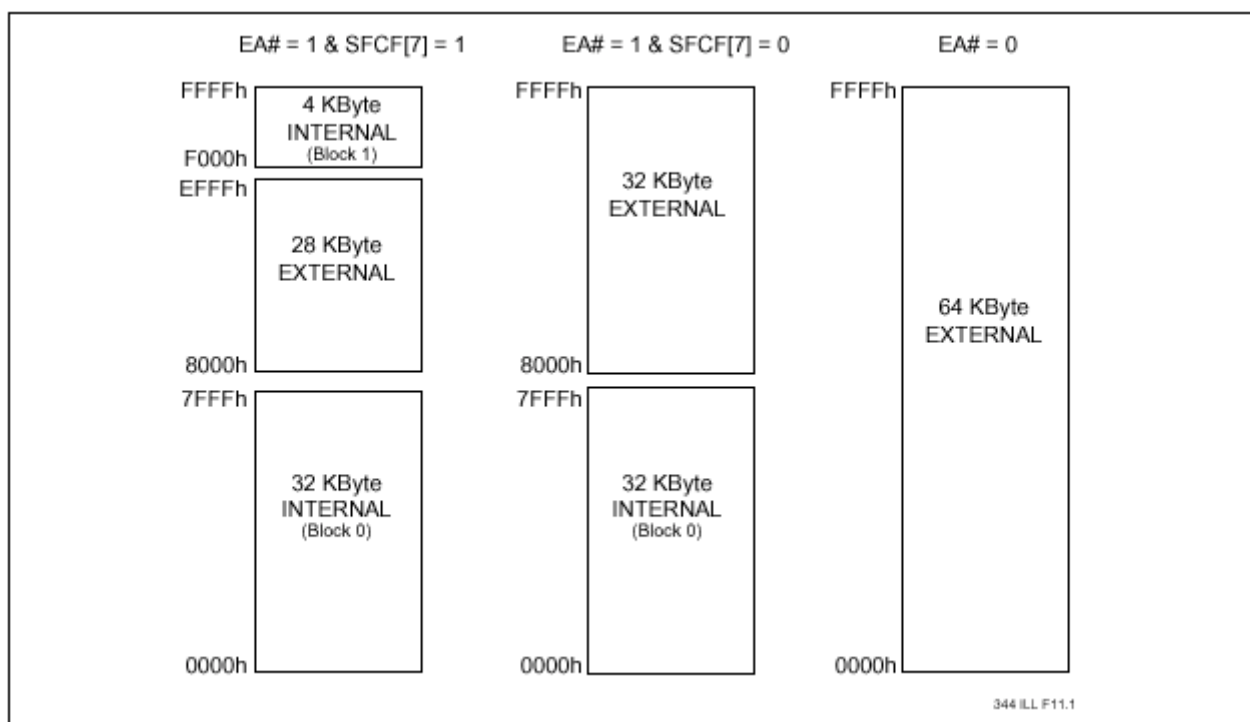 EA# = 1 & SFCF[7] = 1
EA# = 1 & SFCF[7] = 0
EA# = 0
FFFFh
4 KByte
INTERNAL
(Block 1)
F000h
EFFFh
28 KByte
EXTERNAL
8000h
7FFFh
32 KByte
INTERNAL
(Block 0)
0000h
FFFFh
32 KByte
EXTERNAL
8000h
7FFFh
32 KByte
INTERNAL
(Block 0)
0000h
FFFFh
64 KByte
EXTERNAL
0000h
344 ILL F11.1